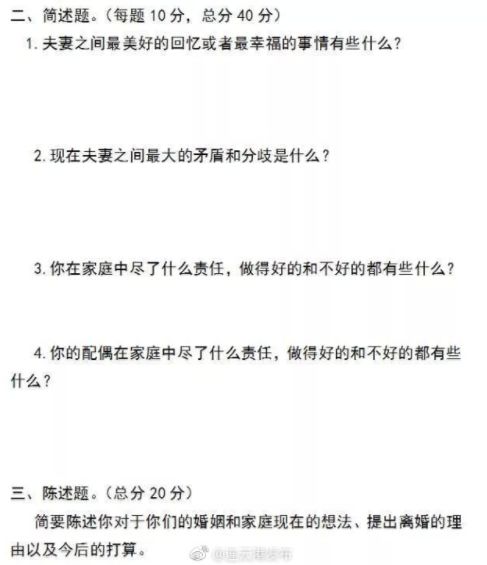 二、简述题。（每题 10 分，总分 40 分）
1.夫妻之间最美好的回忆或者最幸福的事情有些什么？
2.现在夫妻之间最大的矛盾和分歧是什么？
3.你在家庭中尽了什么责任，做得好的和不好的都有些什么？
4.你的配偶在家庭中尽了什么责任，做得好的和不好的都有些
什么？
三、陈述题。（总分 20 分）
简要陈述你对于你们的婚姻和家庭现在的想法、提出离婚的理
由以及今后的打算。
@连云港发布